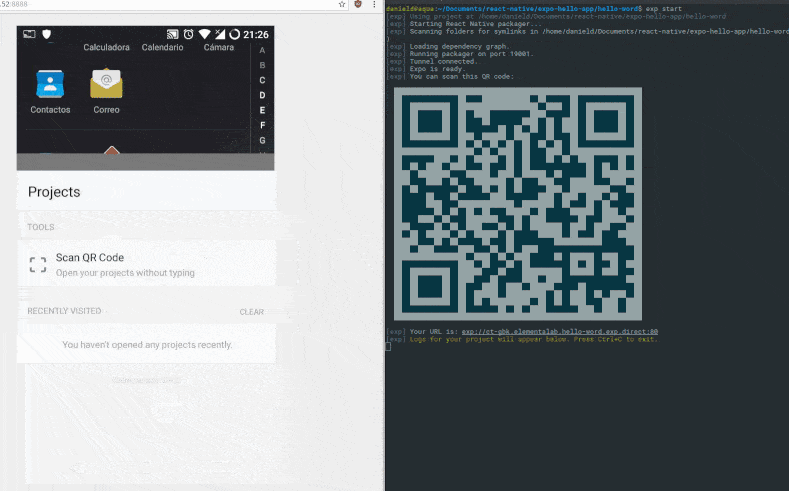 .52:8080
21:26
Calculadora Calendario Cámara
A
B
C
D
E
F
G
Contactos Correo
Projects
TOOLS
Scan QR Code
Open your projects without typing
RECENTLY VISITED CLEAR
You haven't opened any projects recently.
danield@aqua:~/Documents/react-native/expo-hello-app/hello-word$ exp start
[exp] Using project at /home/danield/Documents/react-native/expo-hello-app/hello-word
[exp] Starting React Native packager...
[exp] Scanning folders for symlinks in /home/danield/Documents/react-native/expo-hello-app/hello-word
)
[exp] Loading dependency graph.
[exp] Running packager on port 19001.
[exp] Tunnel connected.
[exp] Expo is ready.
[exp] You can scan this QR code:
[exp] Your URL is: exp://ct-gbk.elementalab.hello-word.exp.direct:80
[exp] Logs for your project will appear below. Press Ctrl+C to exit.